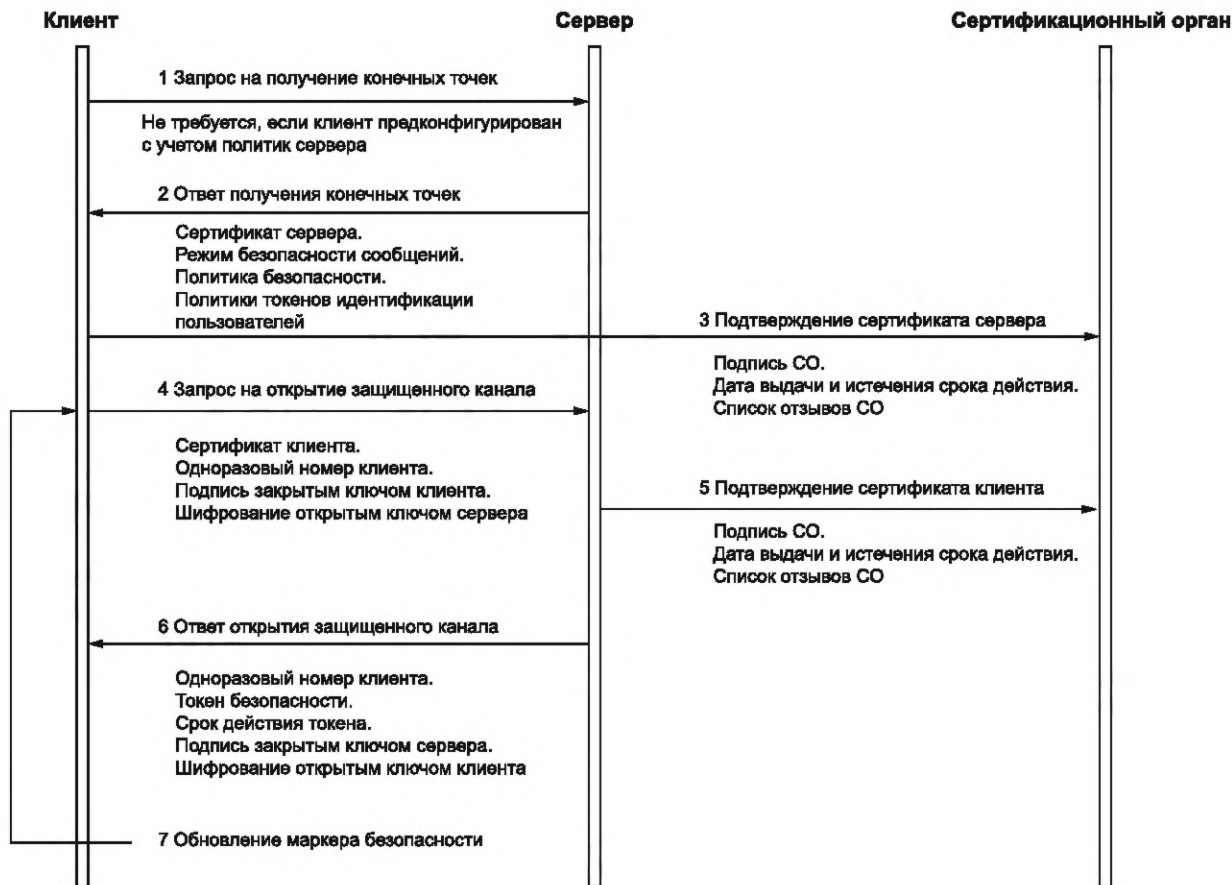 Клиент
Сервер
Сертификационный орган
1 Запрос на получение конечных точек
Не требуется, если клиент предконфигурирован
с учетом политик сервера
2 Ответ получения конечных точек
Сертификат сервера.
Режим безопасности сообщений.
Политика безопасности.
Политики токенов идентификации
пользователей
3 Подтверждение сертификата сервера
Подпись СО.
Дата выдачи и истечения срока действия.
Список отзывов СО
4 Запрос на открытие защищенного канала
Сертификат клиента.
Одноразовый номер клиента.
Подпись закрытым ключом клиента.
Шифрование открытым ключом сервера
5 Подтверждение сертификата клиента
Подпись СО.
Дата выдачи и истечения срока действия.
Список отзывов СО
6 Ответ открытия защищенного канала
Одноразовый номер клиента.
Токен безопасности.
Срок действия токена.
Подпись закрытым ключом сервера.
Шифрование открытым ключом клиента
7 Обновление маркера безопасности